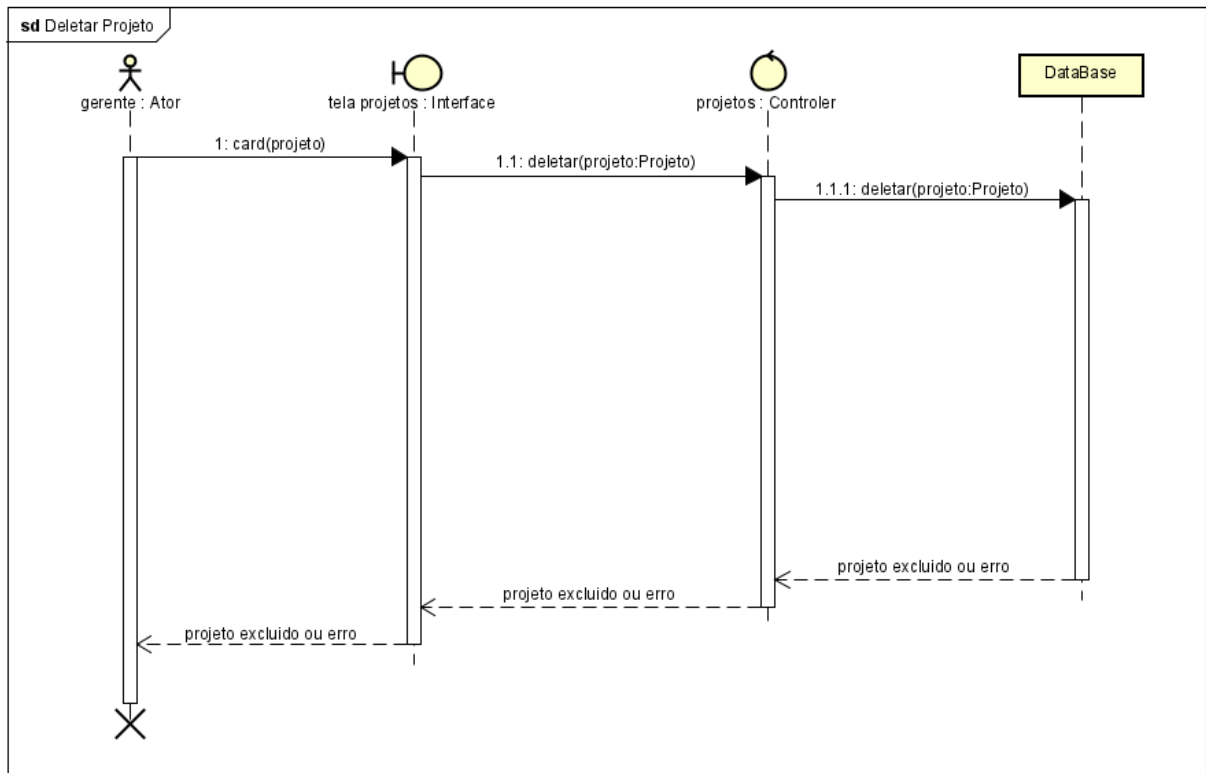 sd Deletar Projeto
gerente : Ator
tela projetos : Interface
projetos : Controler
DataBase
1: card(projeto)
1.1: deletar(projeto:Projeto)
1.1.1: deletar(projeto:Projeto)
projeto excluido ou erro
projeto excluido ou erro
projeto excluido ou erro